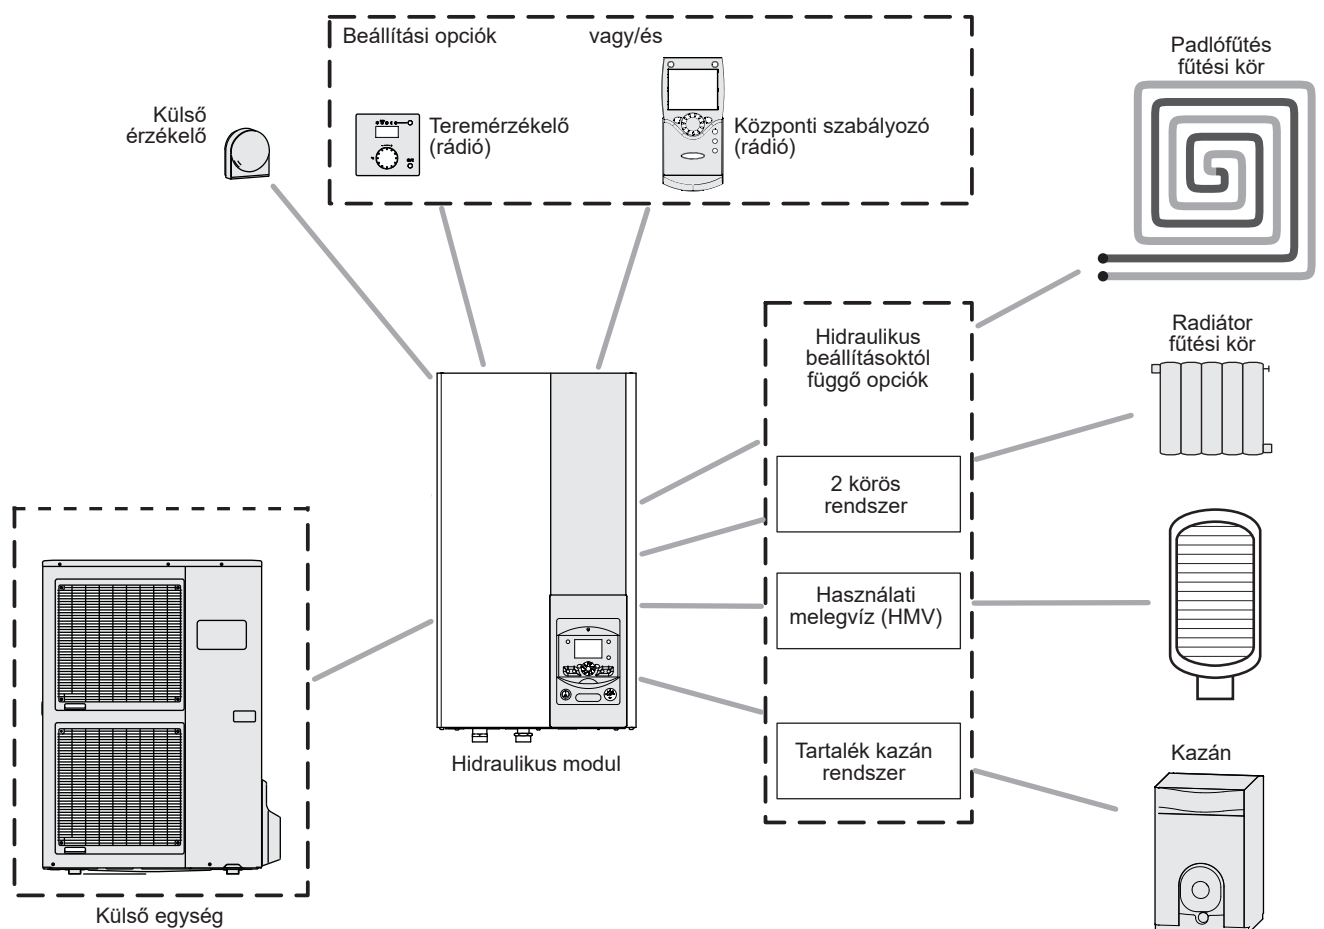 Beállítási opciók
vagy/és
Külső
érzékelő
Teremérzékelő
(rádió)
Központi szabályozó
(rádió)
Padlófűtés
fűtési kör
Hidraulikus
beállításoktól
függő opciók
Radiátor
fűtési kör
2 körös
rendszer
Használati
melegvíz (HMV)
Tartalék kazán
rendszer
Kazán
Hidraulikus modul
Külső egység